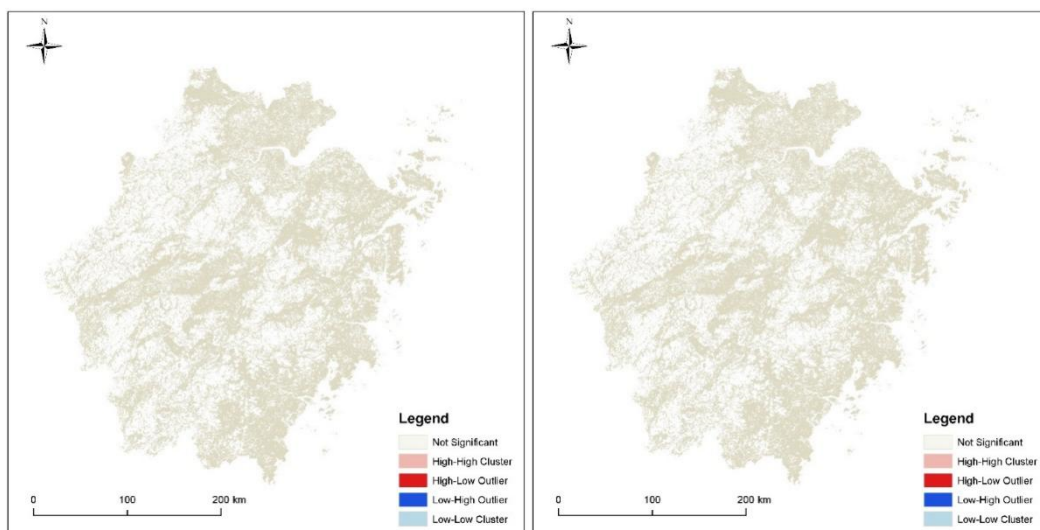 N
Legend
Not Significant
High-High Cluster
High-Low Outlier
Low-High Outlier
Low-Low Cluster
0 100 200 km
N
Legend
Not Significant
High-High Cluster
High-Low Outlier
Low-High Outlier
Low-Low Cluster
0 100 200 km